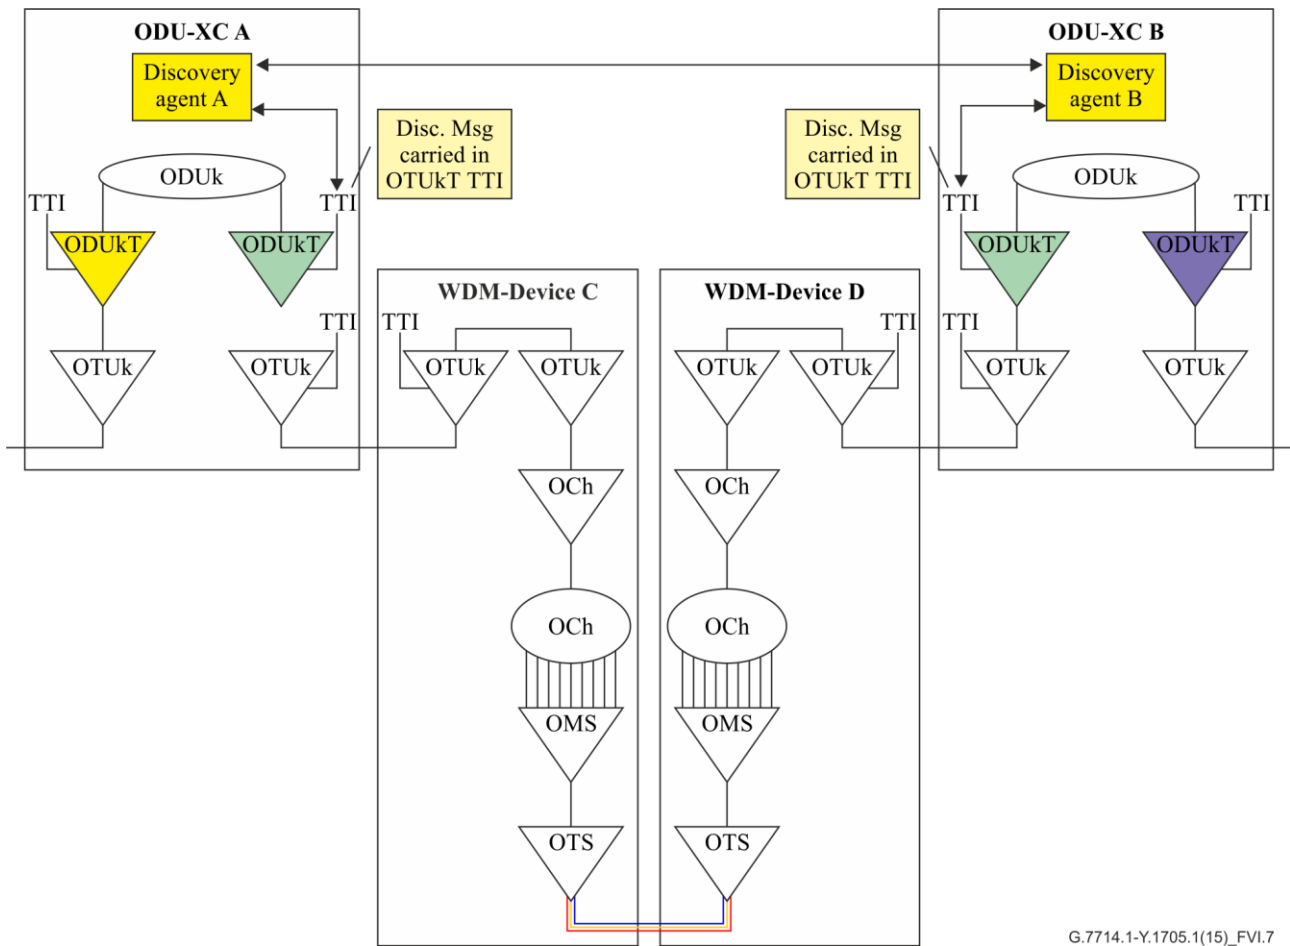 ODU-XC A
ODU-XC B
Discovery
agent A
Discovery
agent B
Disc. Msg
carried in
OTUkT TTI
Disc. Msg
carried in
OTUkT TTI
ODUk
ODUk
TTI
TTI
TTI
TTI
ODUkT
ODUkT
ODUkT
ODUkT
WDM-Device C
WDM-Device D
TTI
TTI
TTI
TTI
OTUk
OTUk
OTUk
OTUk
OTUk
OTUk
OTUk
OTUk
OCh
OCh
OCh
OCh
OMS
OMS
OTS
OTS
G.7714.1-Y.1705.1(15)_FVI.7